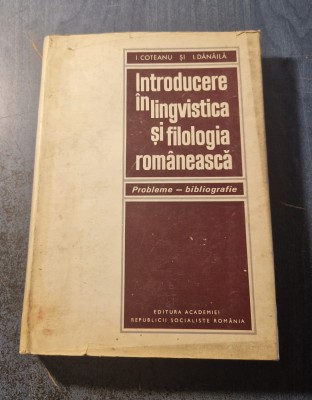 I. COTEANU ȘI I. DĂNĂILĂ
Introducere
în lingvistica
și filologia
românească
Probleme – bibliografie
EDITURA ACADEMIEI
REPUBLICII SOCIALISTE ROMÂNIA